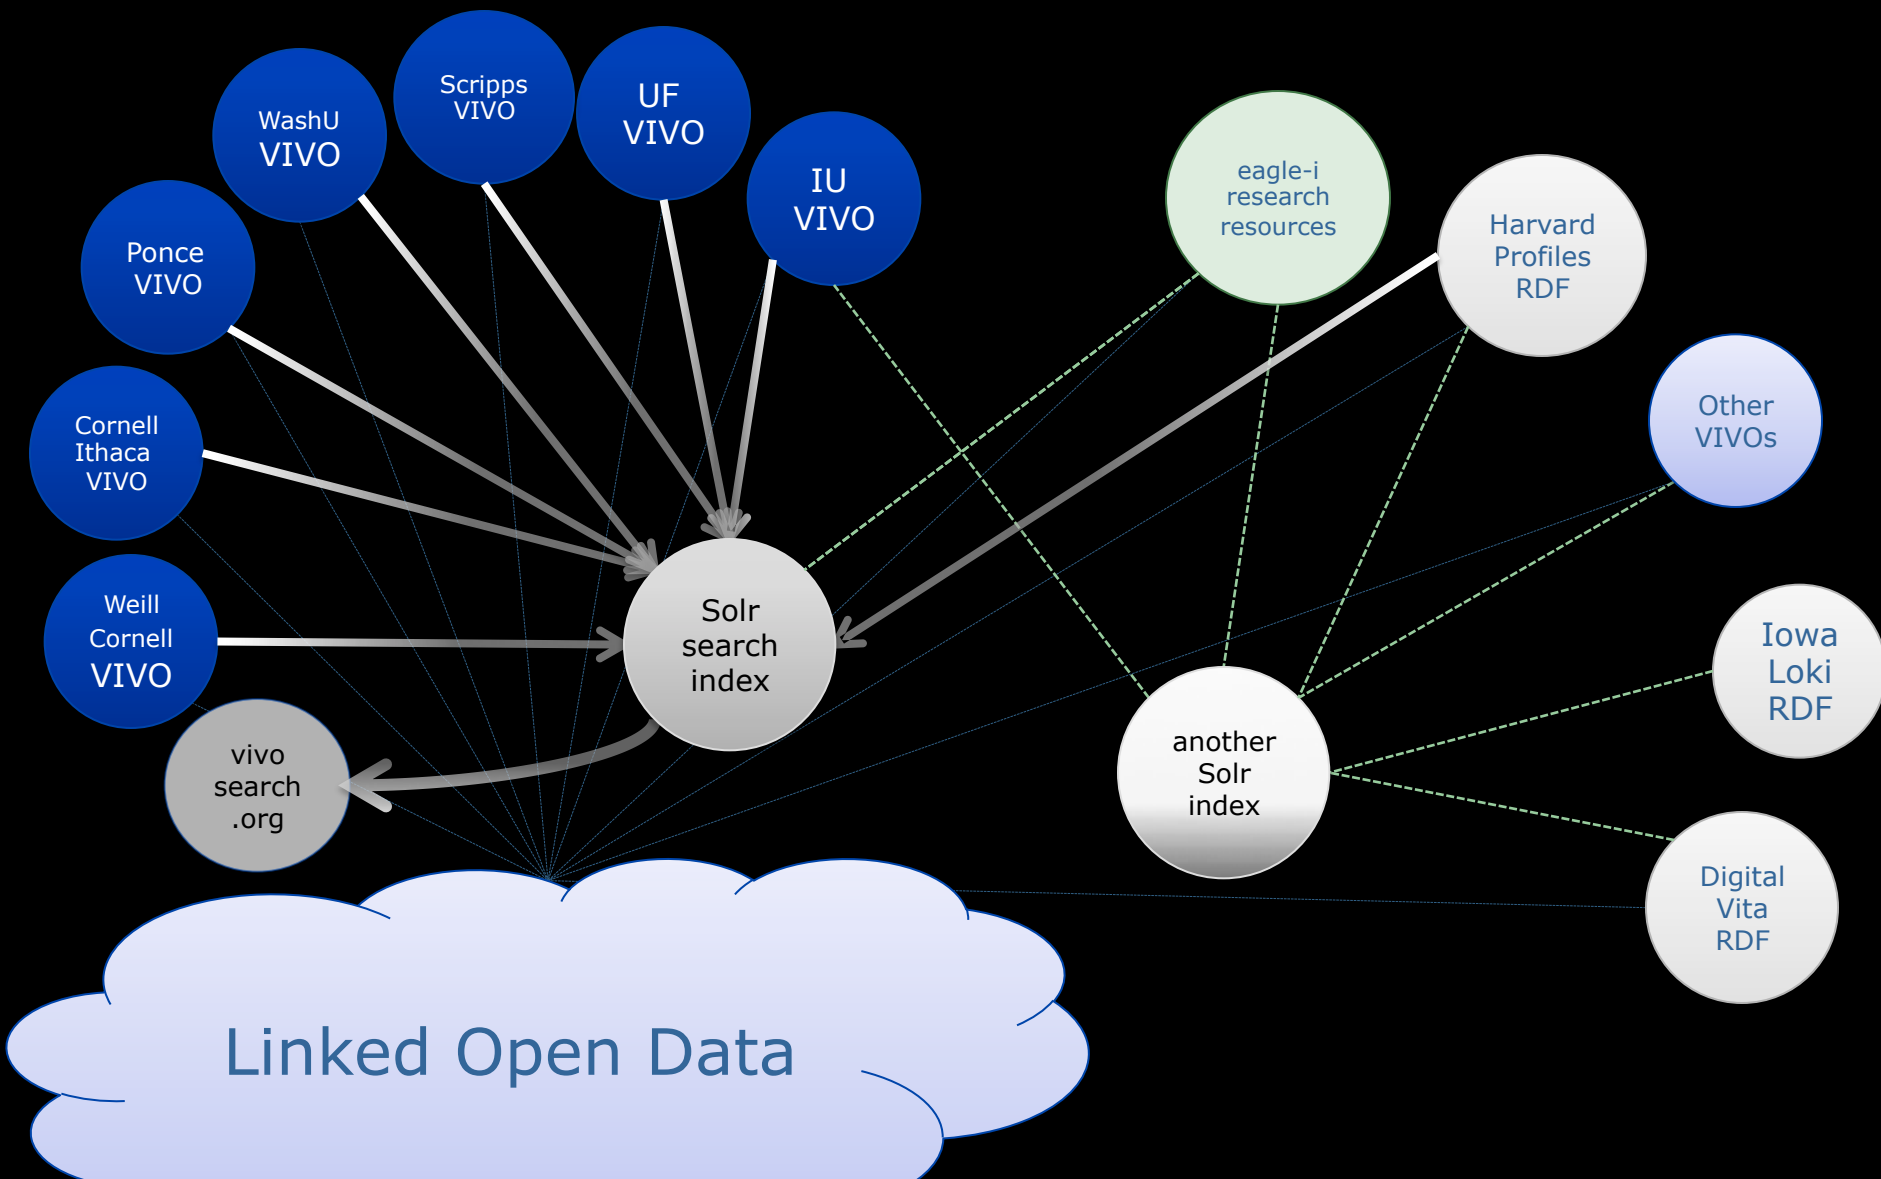 Scripps
VIVO
UF
VIVO
WashU
VIVO
IU
VIVO
eagle-i
research
resources
Harvard
Profiles
RDF
Ponce
VIVO
Other
VIVOs
Cornell
Ithaca
VIVO
Weill
Cornell
VIVO
Solr
search
index
Iowa
Loki
RDF
vivo
search
.org
another
Solr
index
Digital
Vita
RDF
Linked Open Data